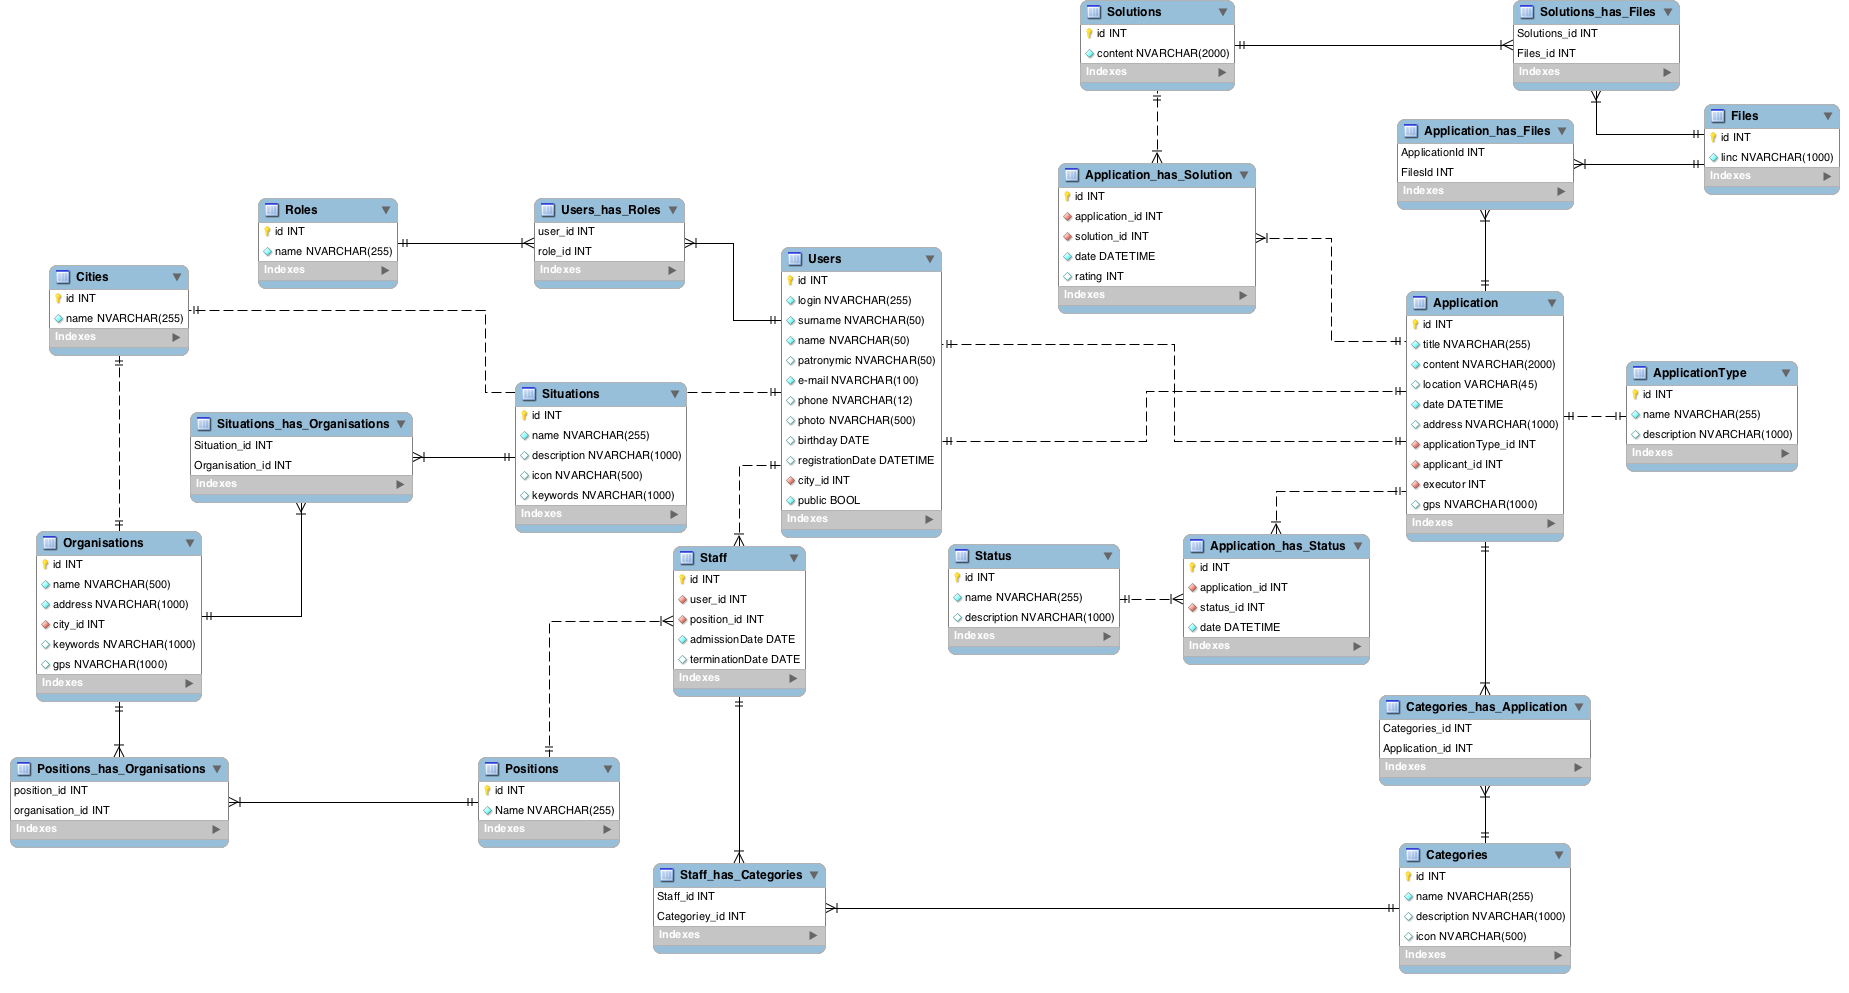 Solutions
id INT
content NVARCHAR(2000)
Indexes
Solutions_has_Files
Solutions_id INT
Files_id INT
Indexes
Files
id INT
linc NVARCHAR(1000)
Indexes
Application_has_Files
ApplicationId INT
FilesId INT
Indexes
Application_has_Solution
id INT
application_id INT
solution_id INT
date DATETIME
rating INT
Indexes
Roles
id INT
name NVARCHAR(255)
Indexes
Users_has_Roles
user_id INT
role_id INT
Indexes
Users
id INT
login NVARCHAR(255)
surname NVARCHAR(50)
name NVARCHAR(50)
patronymic NVARCHAR(50)
e-mail NVARCHAR(100)
phone NVARCHAR(12)
photo NVARCHAR(500)
birthday DATE
registrationDate DATETIME
city_id INT
public BOOL
Indexes
Cities
id INT
name NVARCHAR(255)
Indexes
Application
id INT
title NVARCHAR(255)
content NVARCHAR(2000)
location VARCHAR(45)
date DATETIME
address NVARCHAR(1000)
applicationType_id INT
applicant_id INT
executor INT
gps NVARCHAR(1000)
Indexes
ApplicationType
id INT
name NVARCHAR(255)
description NVARCHAR(1000)
Indexes
Situations
id INT
name NVARCHAR(255)
description NVARCHAR(1000)
icon NVARCHAR(500)
keywords NVARCHAR(1000)
Indexes
Situations_has_Organisations
Situation_id INT
Organisation_id INT
Indexes
Organisations
id INT
name NVARCHAR(500)
address NVARCHAR(1000)
city_id INT
keywords NVARCHAR(1000)
gps NVARCHAR(1000)
Indexes
Staff
id INT
user_id INT
position_id INT
admissionDate DATE
terminationDate DATE
Indexes
Status
id INT
name NVARCHAR(255)
description NVARCHAR(1000)
Indexes
Application_has_Status
id INT
application_id INT
status_id INT
date DATETIME
Indexes
Categories_has_Application
Categories_id INT
Application_id INT
Indexes
Positions_has_Organisations
position_id INT
organisation_id INT
Indexes
Positions
id INT
Name NVARCHAR(255)
Indexes
Staff_has_Categories
Staff_id INT
Categoriey_id INT
Indexes
Categories
id INT
name NVARCHAR(255)
description NVARCHAR(1000)
icon NVARCHAR(500)
Indexes